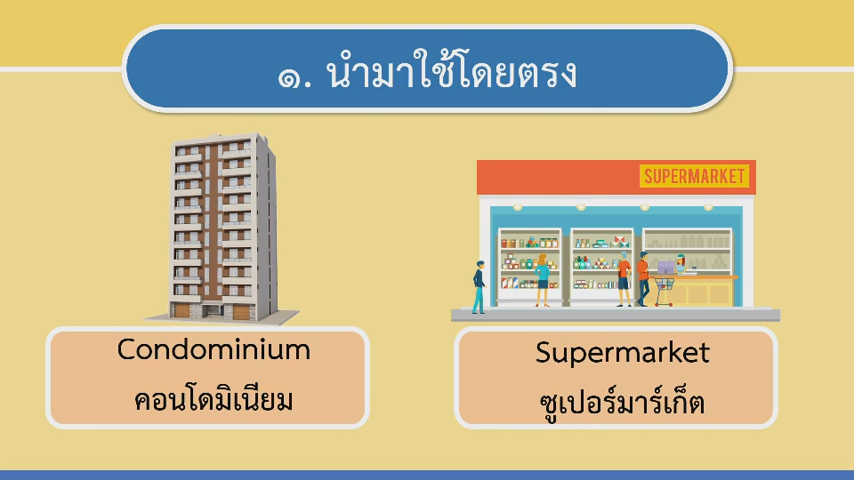 ๑. นำมาใช้โดยตรง
SUPERMARKET
Condominium
คอนโดมิเนียม
Supermarket
ซูเปอร์มาร์เก็ต